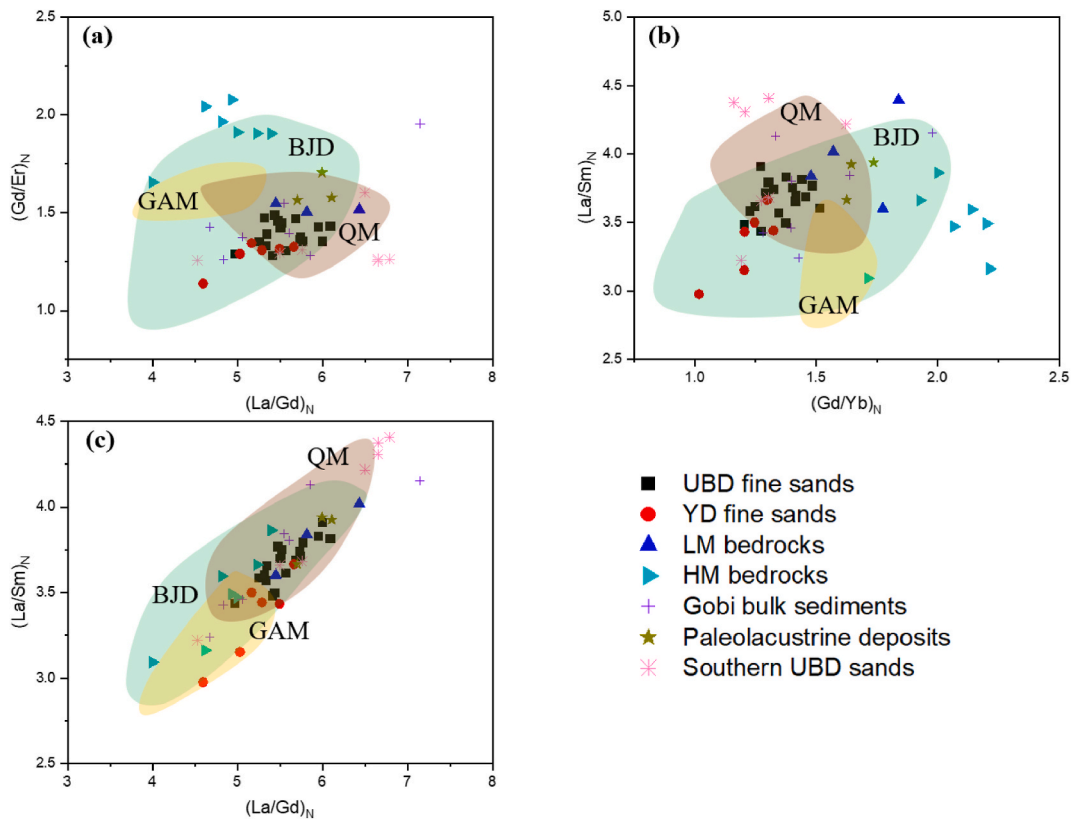 (a)
2.5
2.0
1.5
1.0
(Gd/Er)N
BJD
GAM
QM
3 4 5 6 7 8
(La/Gd)N
(b)
5.0
4.5
4.0
3.5
3.0
2.5
(La/Sm)N
QM
BJD
GAM
1.0 1.5 2.0 2.5
(Gd/Yb)N
(c)
4.5
4.0
3.5
3.0
2.5
(La/Sm)N
QM
BJD
GAM
3 4 5 6 7 8
(La/Gd)N
UBD fine sands
YD fine sands
LM bedrocks
HM bedrocks
Gobi bulk sediments
Paleolacustrine deposits
Southern UBD sands